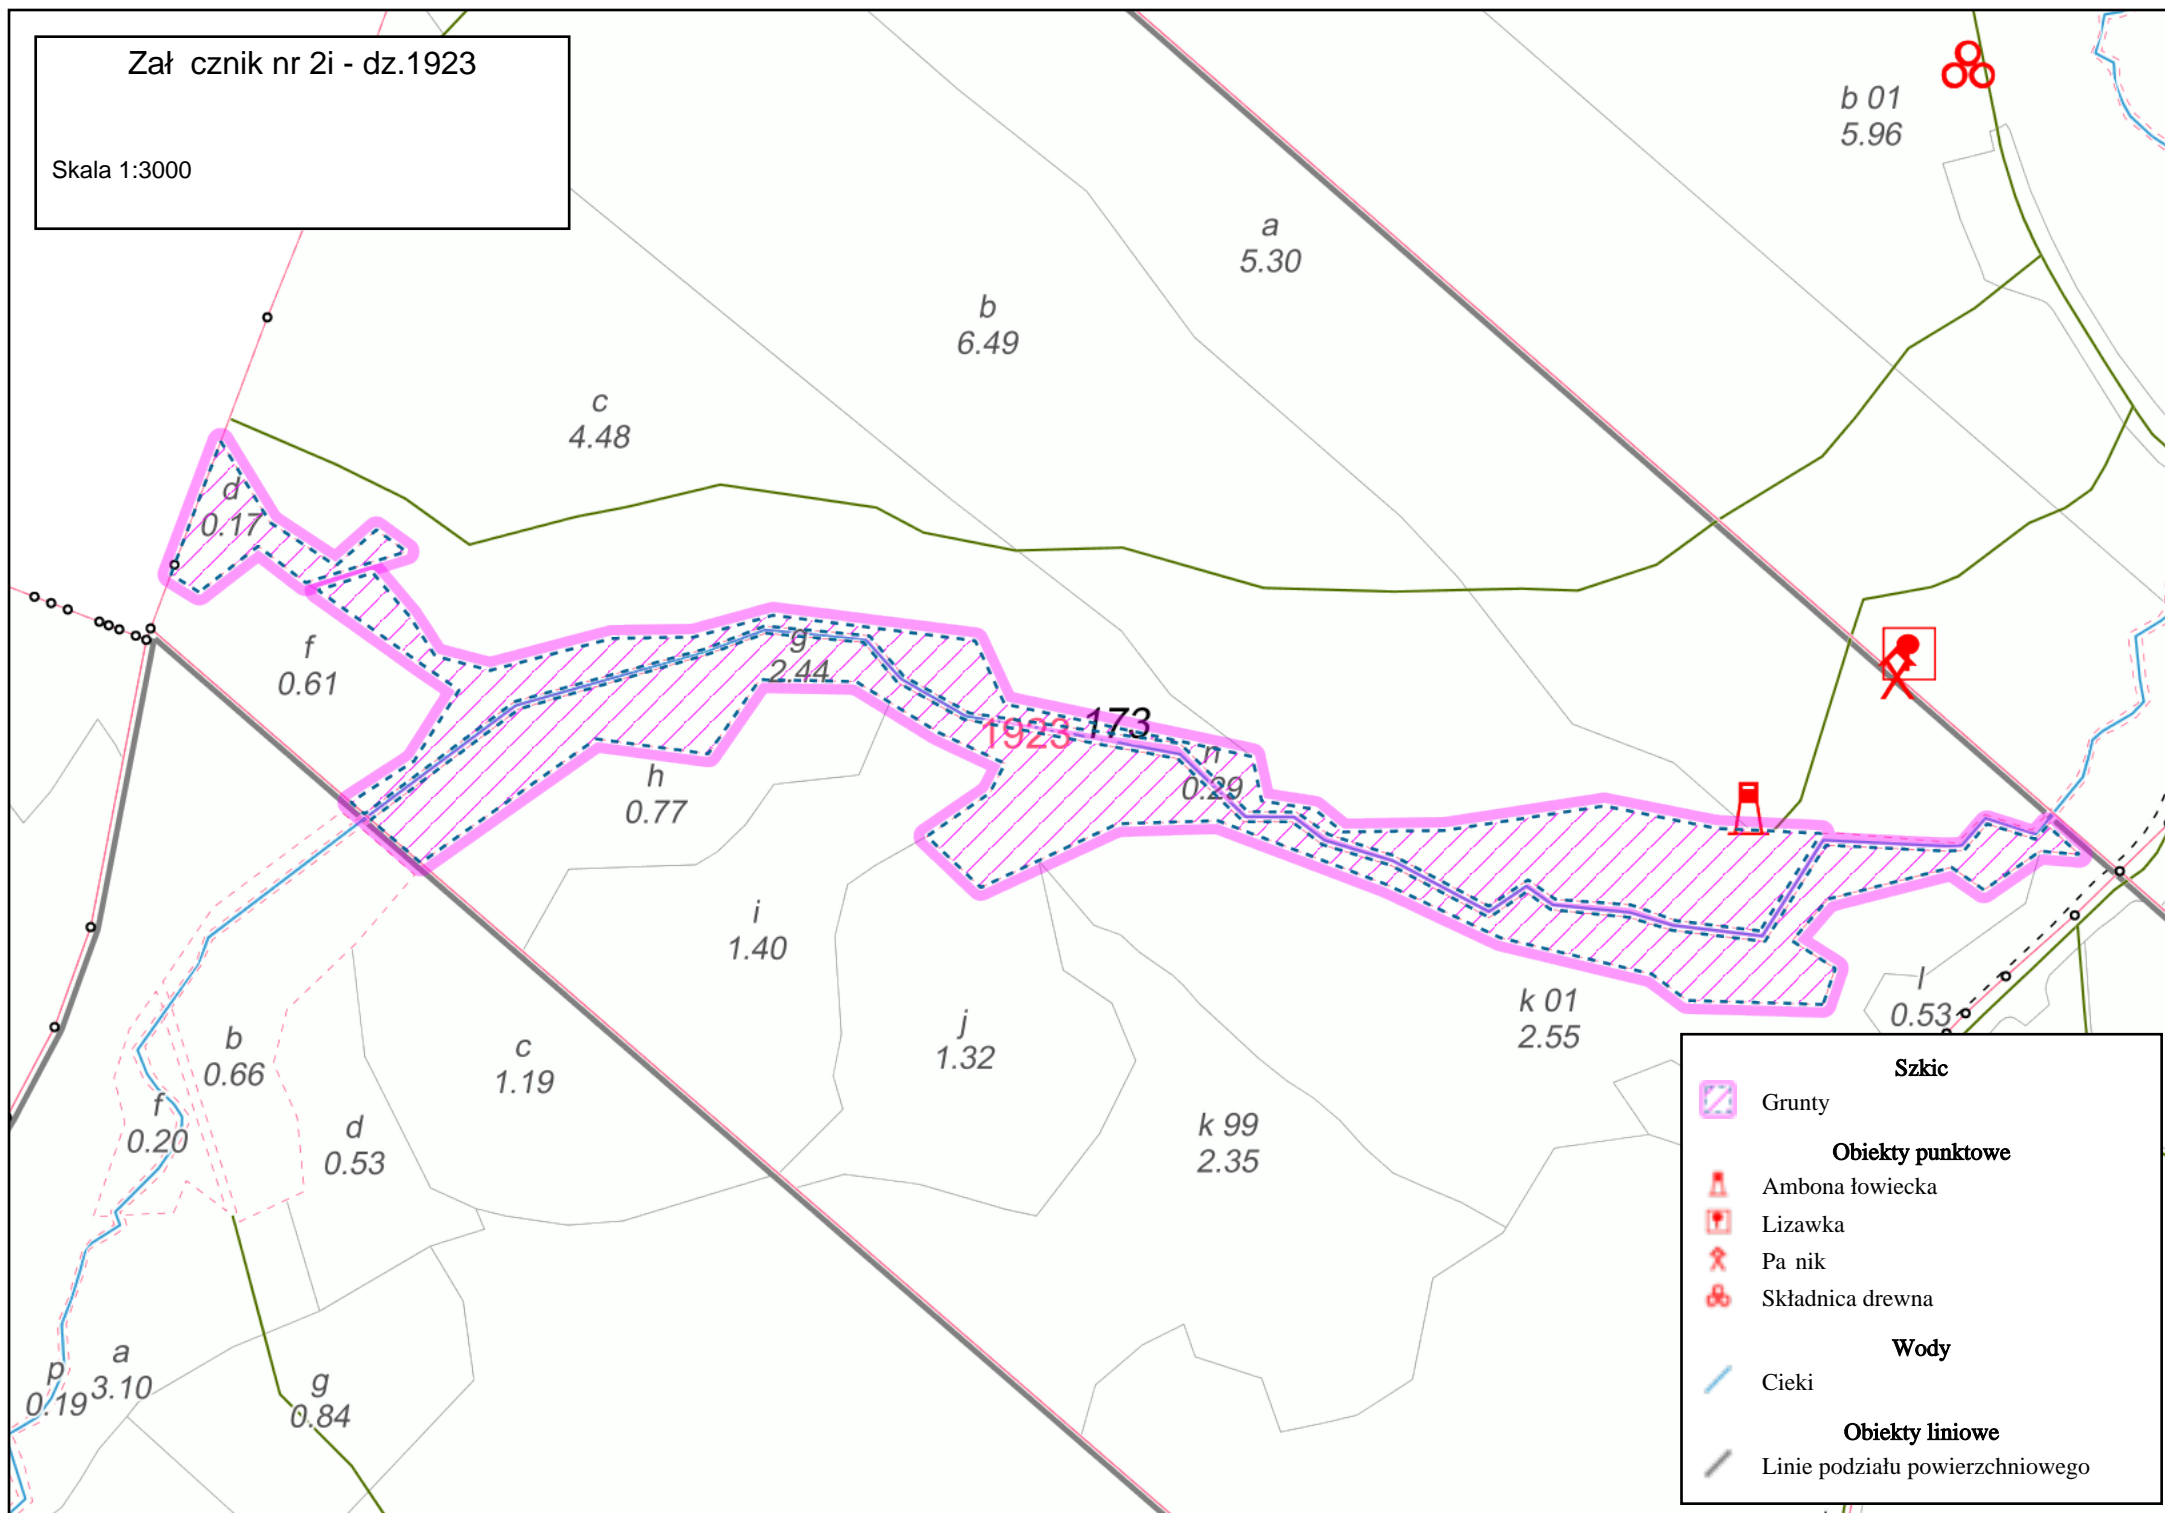 Zał cznik nr 2i - dz.1923
Skala 1:3000
b 01
5.96
a
5.30
b
6.49
c
4.48
d
0.17
f
0.61
g
2.44
1923
173
n
0.29
h
0.77
i
1.40
j
1.32
k 01
2.55
l
0.53
b
0.66
c
1.19
f
0.20
d
0.53
k 99
2.35
a
3.10
p
0.19
g
0.84
Szkic
Grunty
Obiekty punktowe
Ambona łowiecka
Lizawka
Pa nik
Składnica drewna
Wody
Cieki
Obiekty liniowe
Linie podziału powierzchniowego